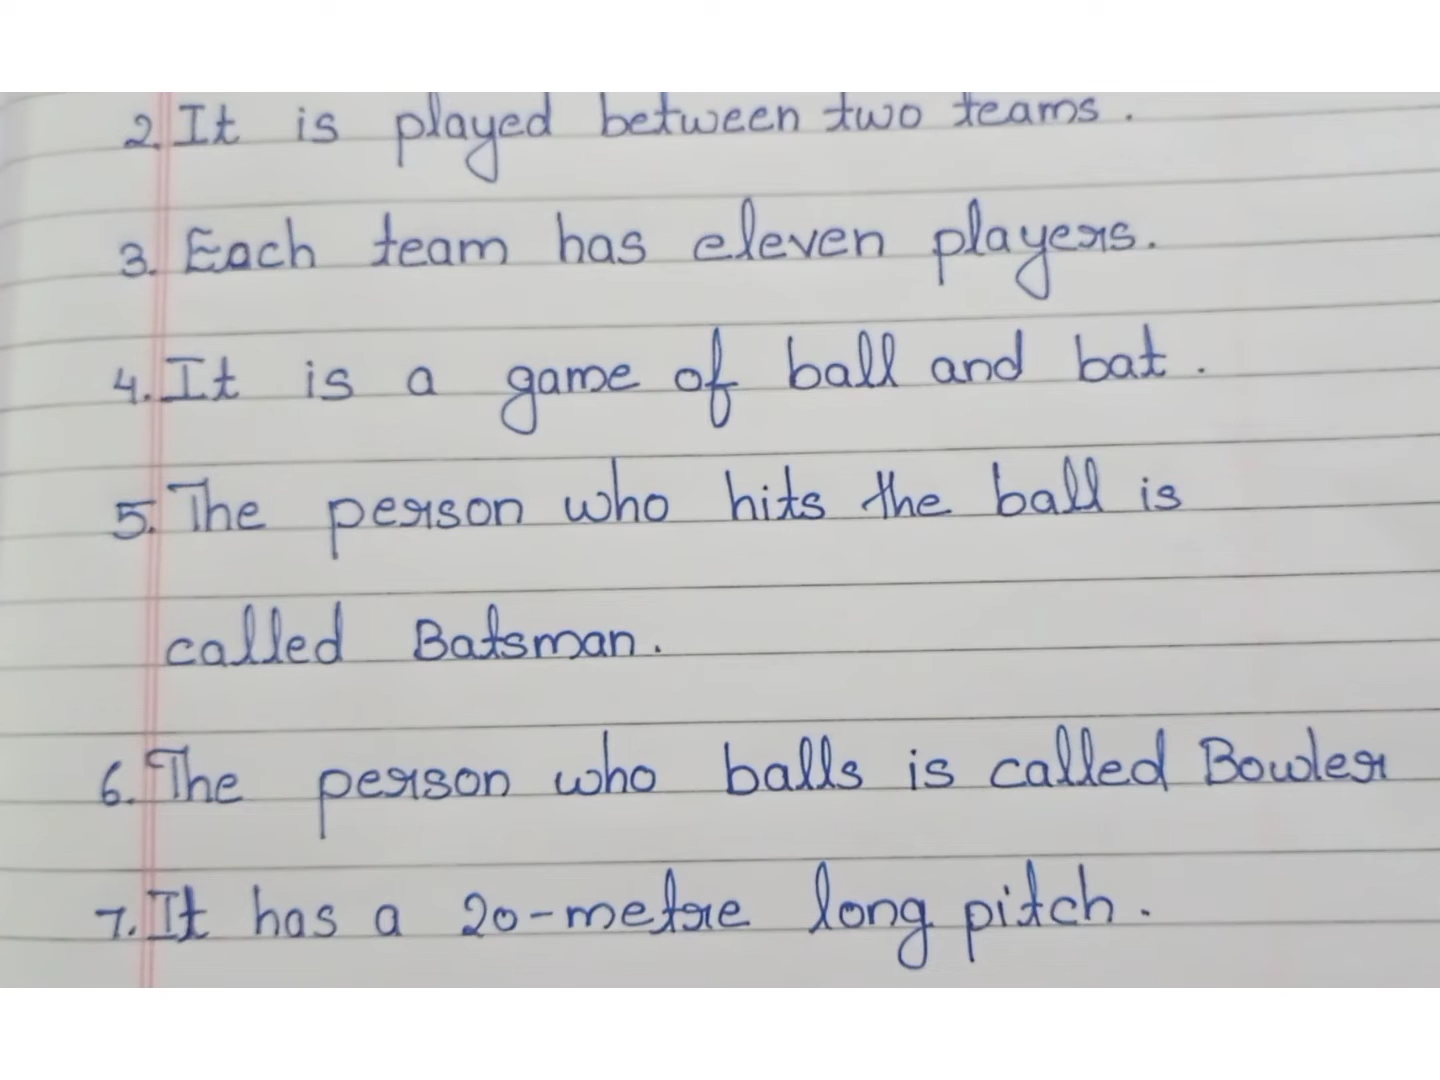 2. It is played between two teams.
3. Each team has eleven players.
4. It is a game of ball and bat.
5. The person who hits the ball is
called Batsman.
6. The person who balls is called Bowler
7. It has a 20-metre long pitch.